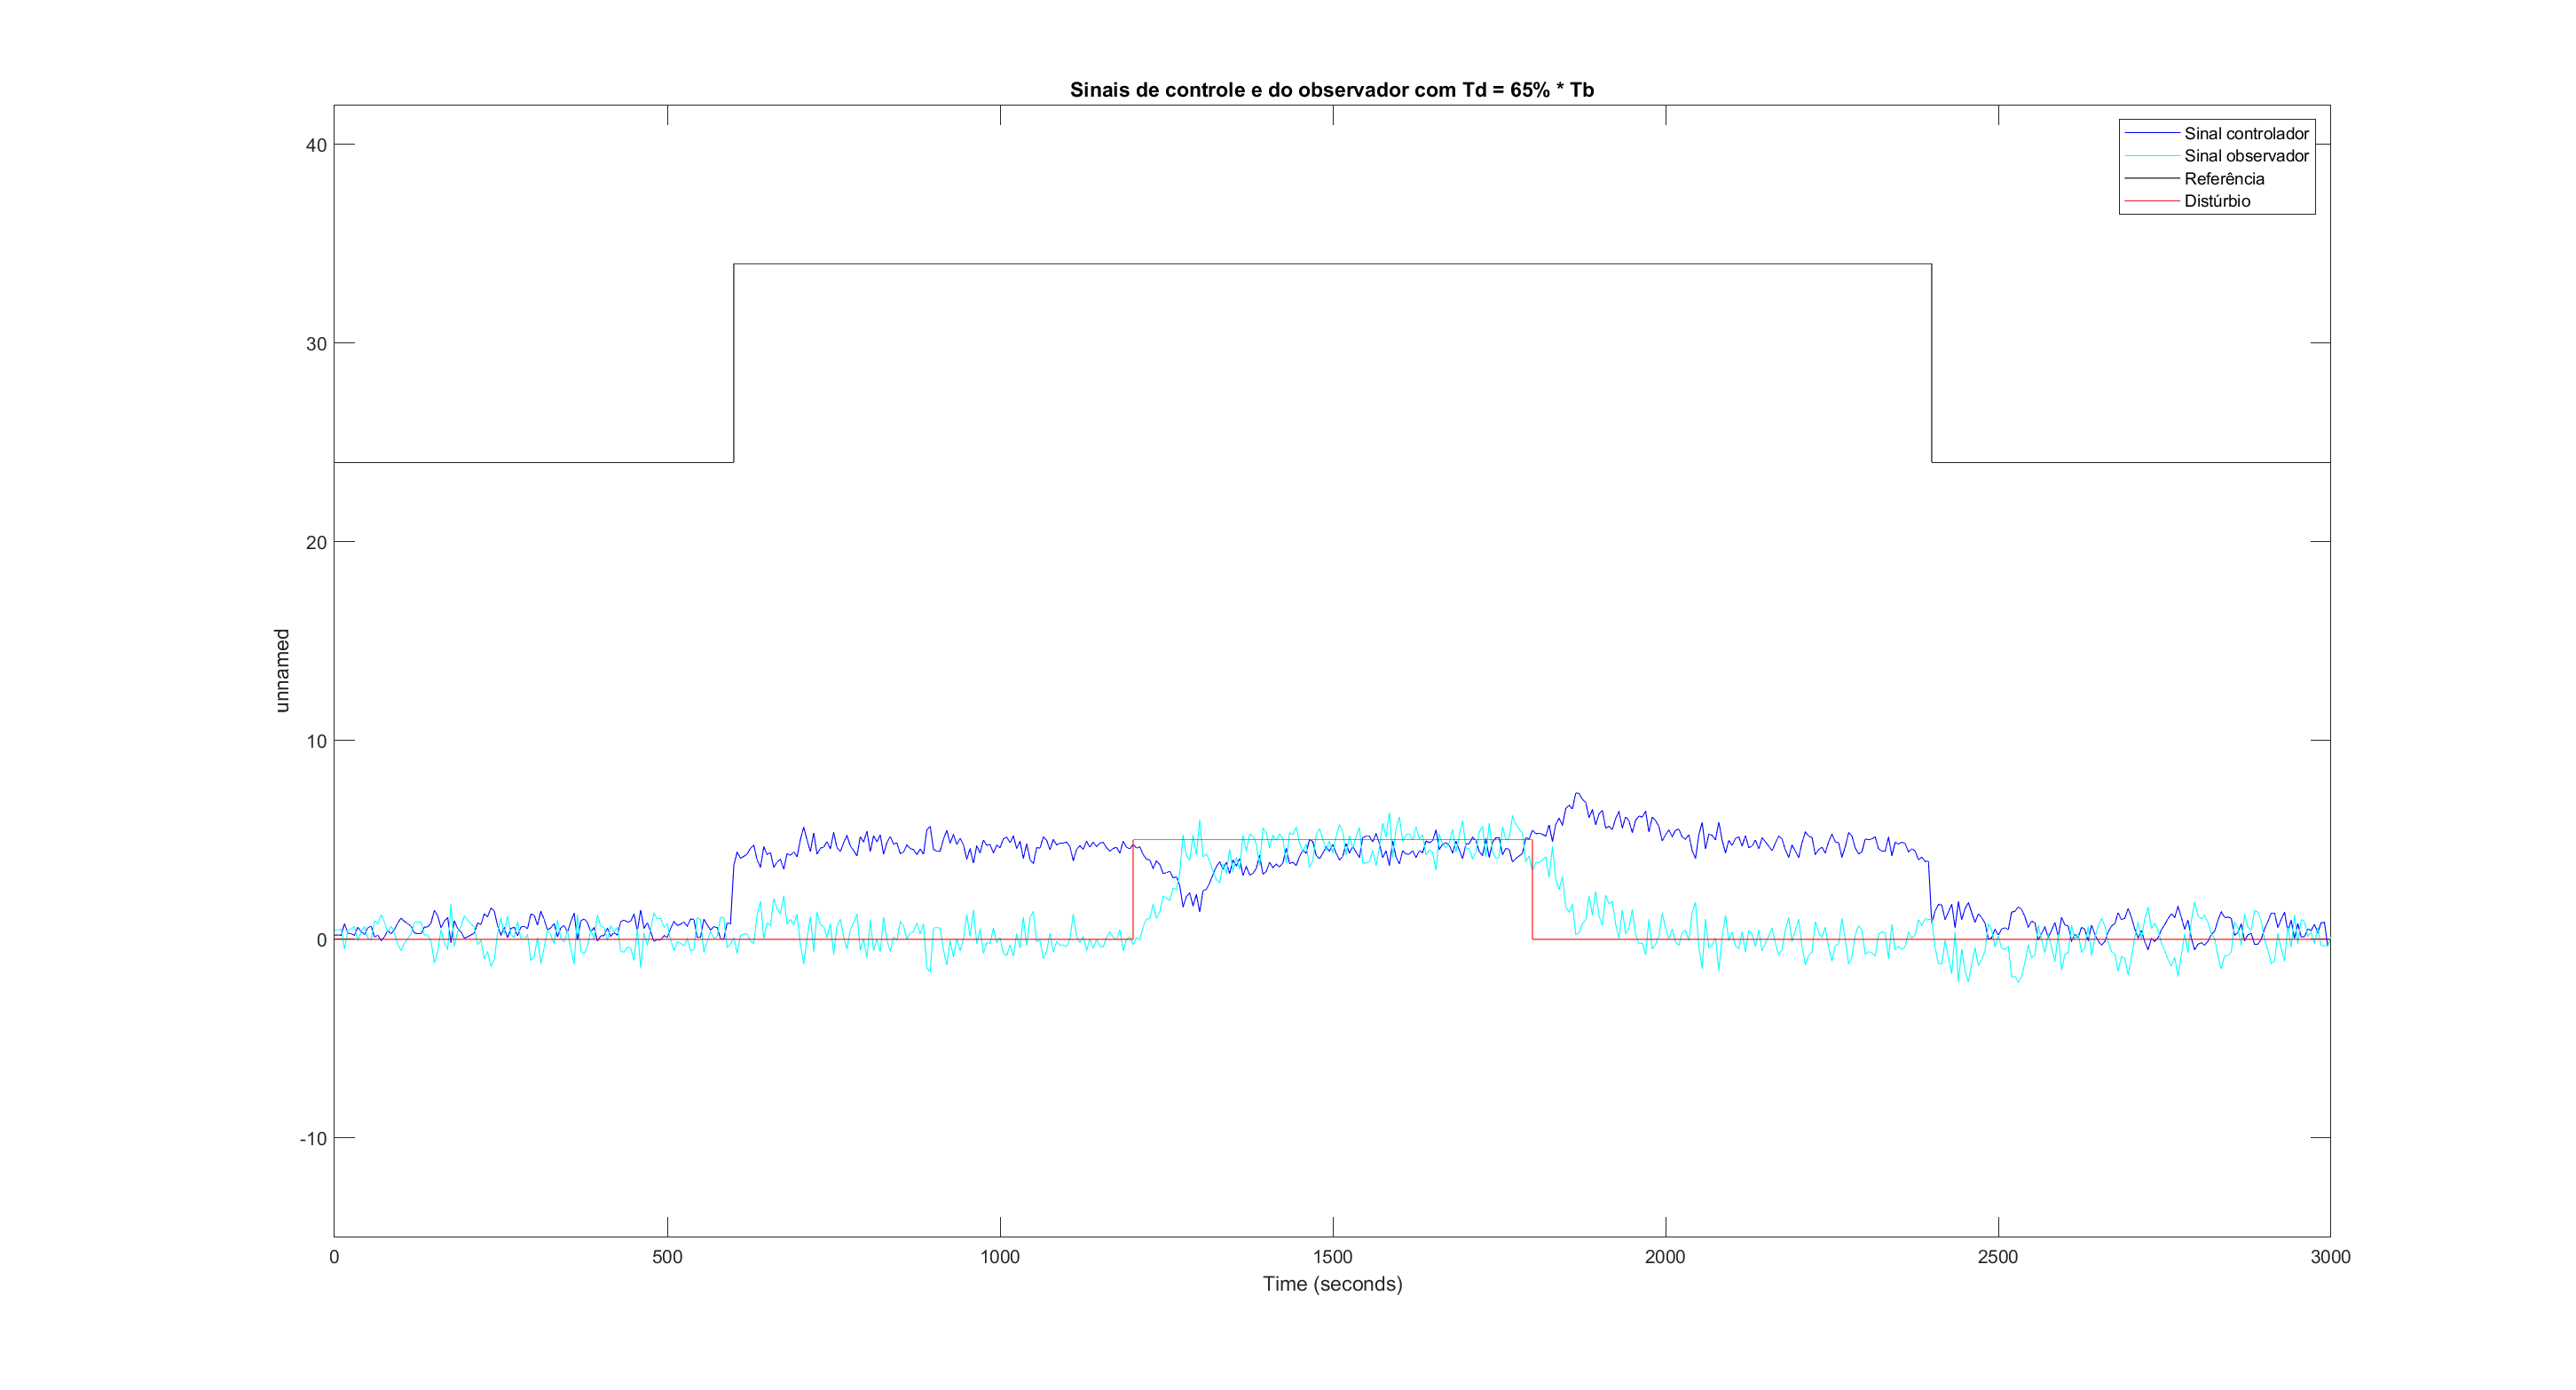 Sinais de controle e do observador com Td = 65% * Tb
Sinal controlador
Sinal observador
Referência
Distúrbio
40
30
20
10
0
-10
unnamed
0 500 1000 1500 2000 2500 3000
Time (seconds)